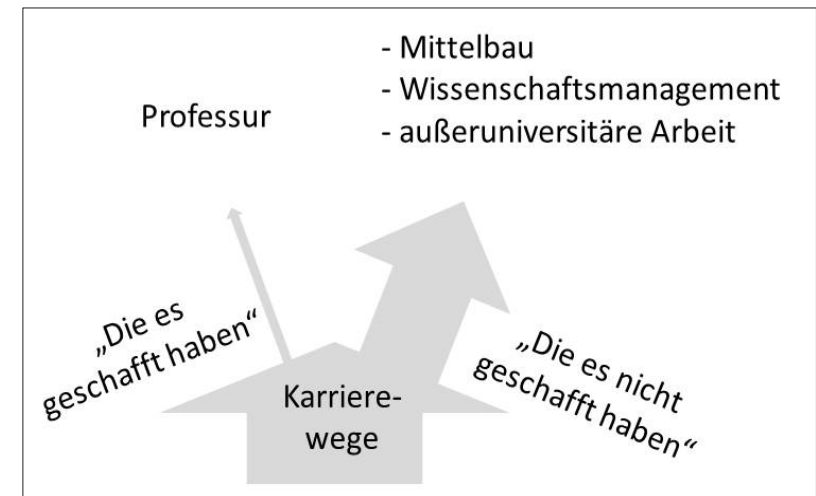 Professur
- Mittelbau
- Wissenschaftsmanagement
- außeruniversitäre Arbeit
„Die es
geschafft haben“
„Die es nicht
geschafft haben“
Karriere-
wege